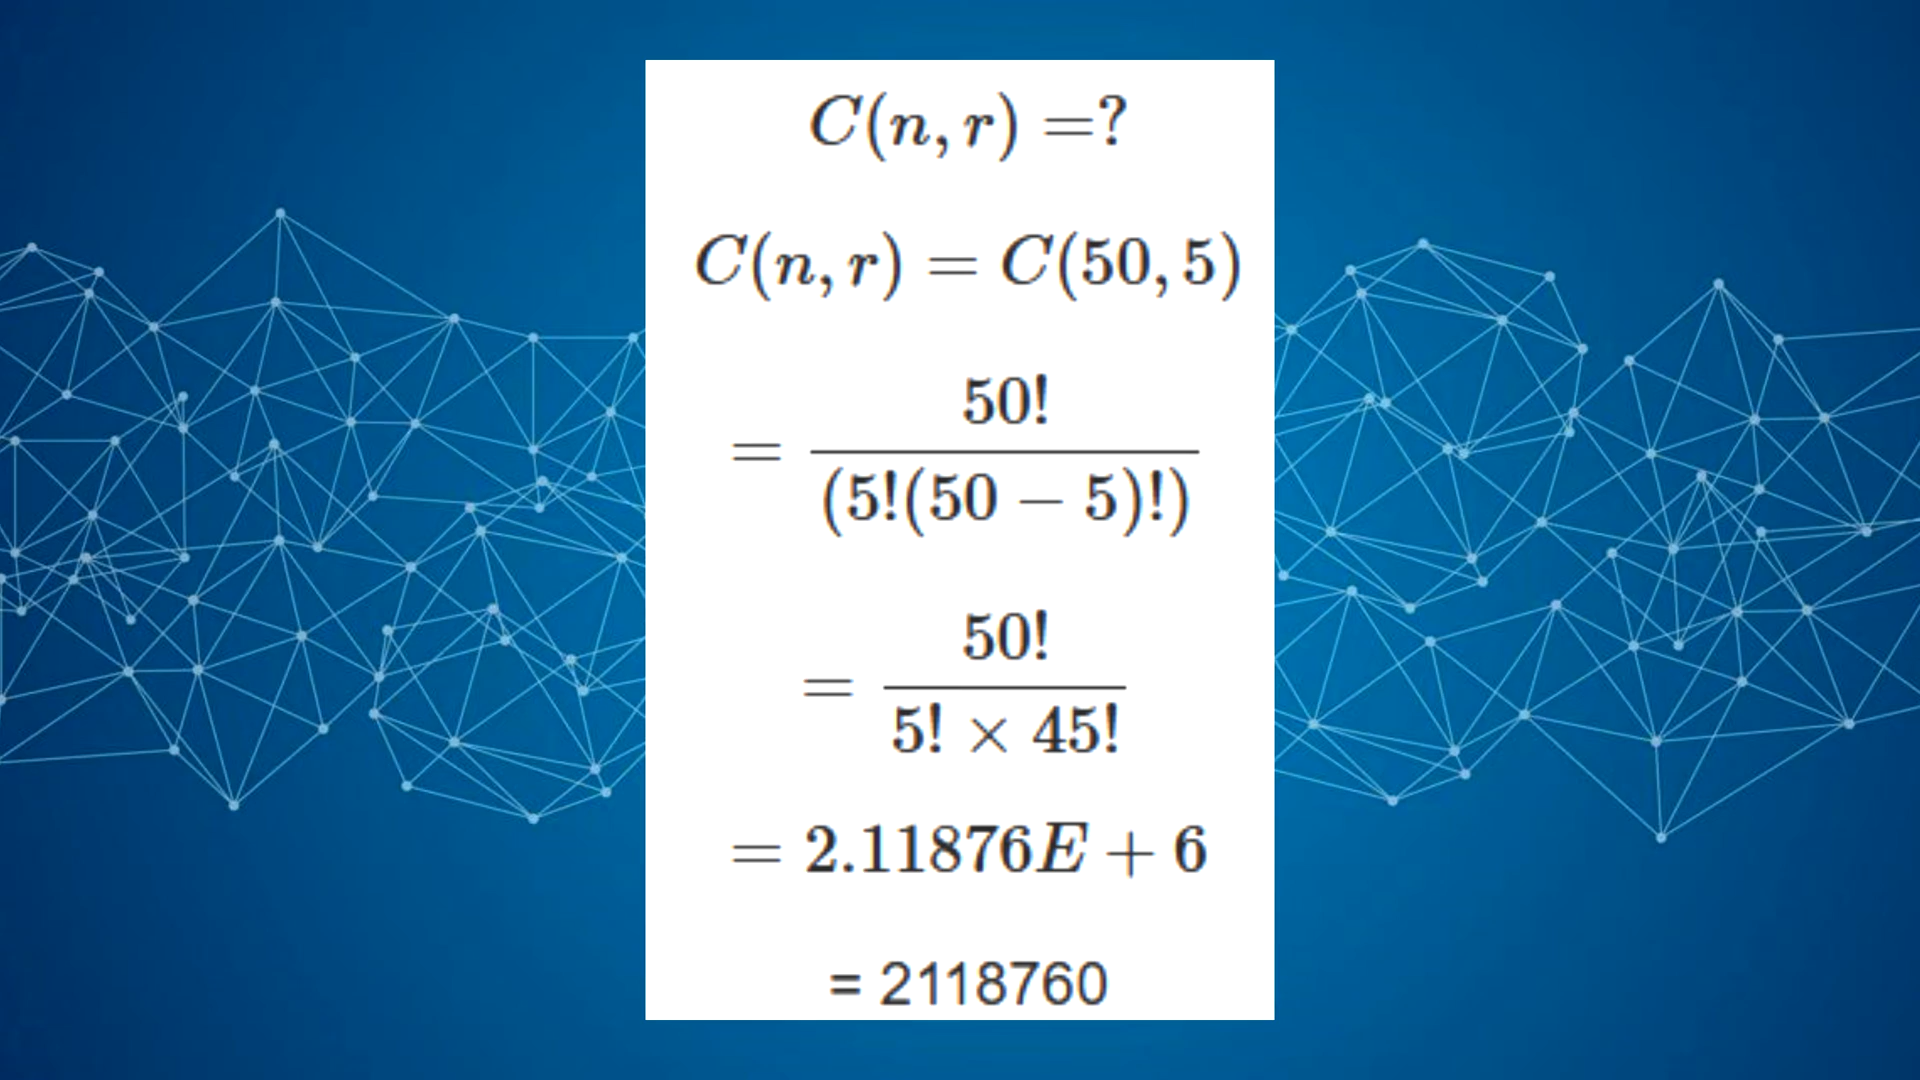 C(n, r) =?
C(n, r) = C(50, 5)
= 50! / (5!(50 − 5)!)
= 50! / 5! × 45!
= 2.11876E + 6
= 2118760